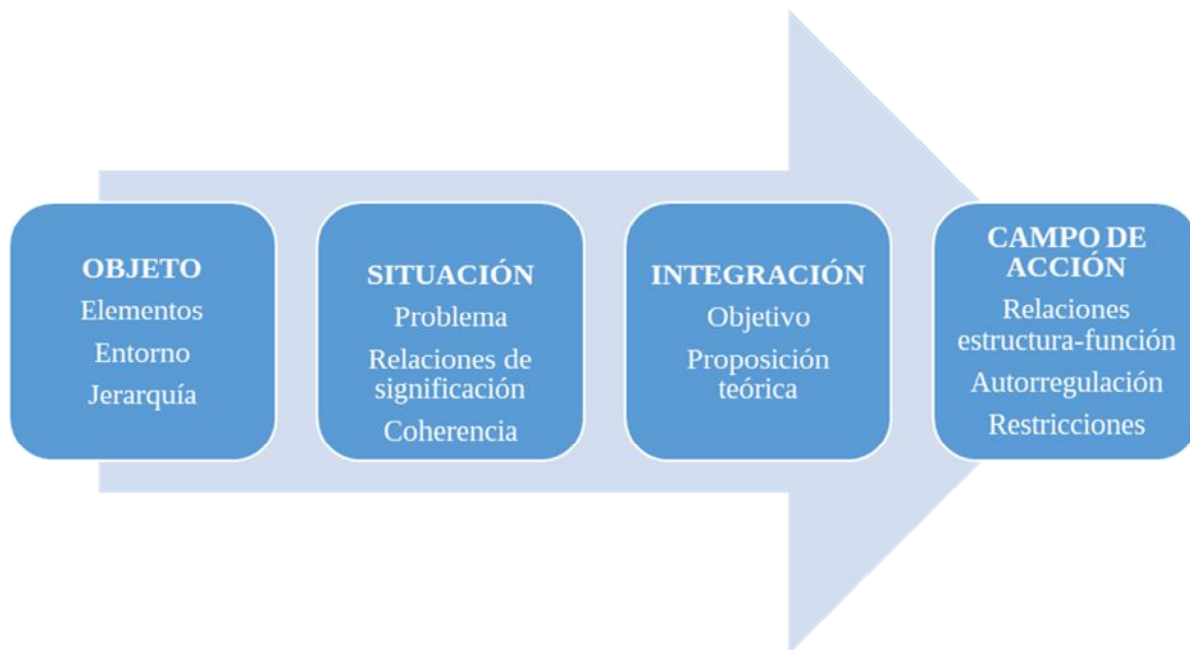 OBJETO
Elementos
Entorno
Jerarquía
SITUACIÓN
Problema
Relaciones de
significación
Coherencia
INTEGRACIÓN
Objetivo
Proposición
teórica
CAMPO DE
ACCIÓN
Relaciones
estructura-función
Autorregulación
Restricciones